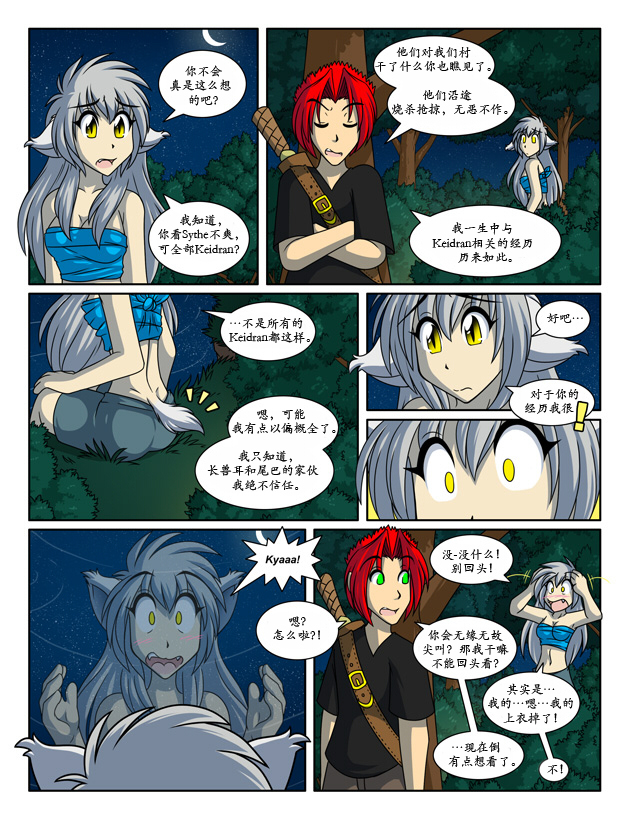 你不会
真是这么想
的吧?
我知道,
你看Sythe不爽,
可全部Keidran?
他们对我们村
干了什么你也瞧见了。
他们沿途
烧杀抢掠,无恶不作。
我一生中与
Keidran相关的经历
历来如此。
…不是所有的
Keidran都这样。
嗯,可能
我有点以偏概全了。
我只知道,
长兽耳和尾巴的家伙
我绝不信任。
好吧…
对于你的
经历我很
!
Kyaaa!
嗯?
怎么啦?!
没-没什么!
别回头!
你会无缘无故
尖叫? 那我干嘛
不能回头看?
其实是…
我的…嗯…我的
上衣掉了!
…现在倒
有点想看了。
不!